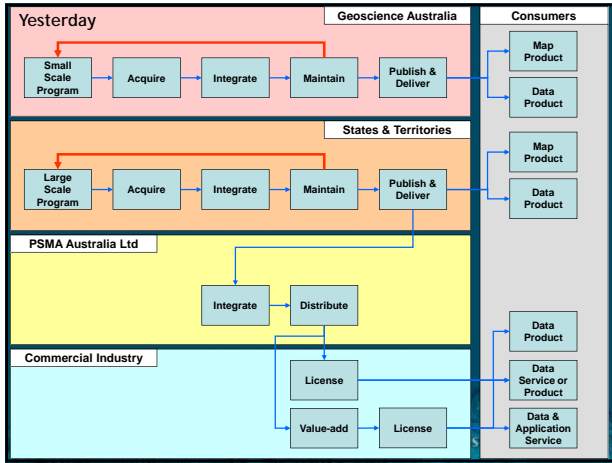 Yesterday
Geoscience Australia
Consumers
Small
Scale
Program
Acquire
Integrate
Maintain
Publish &
Deliver
Map
Product
Data
Product
States & Territories
Large
Scale
Program
Acquire
Integrate
Maintain
Publish &
Deliver
Map
Product
Data
Product
PSMA Australia Ltd
Integrate
Distribute
Commercial Industry
License
Value-add
License
Data
Product
Data
Service or
Product
Data &
Application
Service